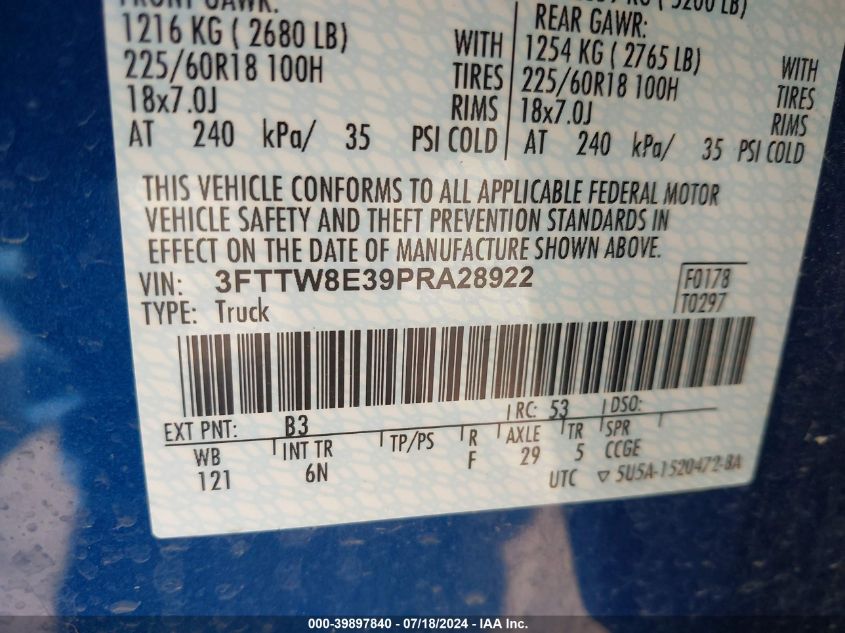 FRONT GAWR:
1216 KG ( 2680 LB) WITH
225/60R18 100H TIRES
18x7.0J RIMS
AT 240 kPa/ 35 PSI COLD
( 5200 LB)
REAR GAWR:
1254 KG ( 2765 LB) WITH
225/60R18 100H TIRES
18x7.0J RIMS
AT 240 kPa/ 35 PSI COLD
THIS VEHICLE CONFORMS TO ALL APPLICABLE FEDERAL MOTOR
VEHICLE SAFETY AND THEFT PREVENTION STANDARDS IN
EFFECT ON THE DATE OF MANUFACTURE SHOWN ABOVE.
VIN: 3FTTW8E39PRA28922 F0178
TYPE: Truck T0297
EXT PNT: B3 RC: 53 DSO:
WB INT TR TP/PS R AXLE TR SPR
121 6N F 29 5 CCGE
UTC ▽ 5U5A-1520472-BA
000-39897840 - 07/18/2024 - IAA Inc.